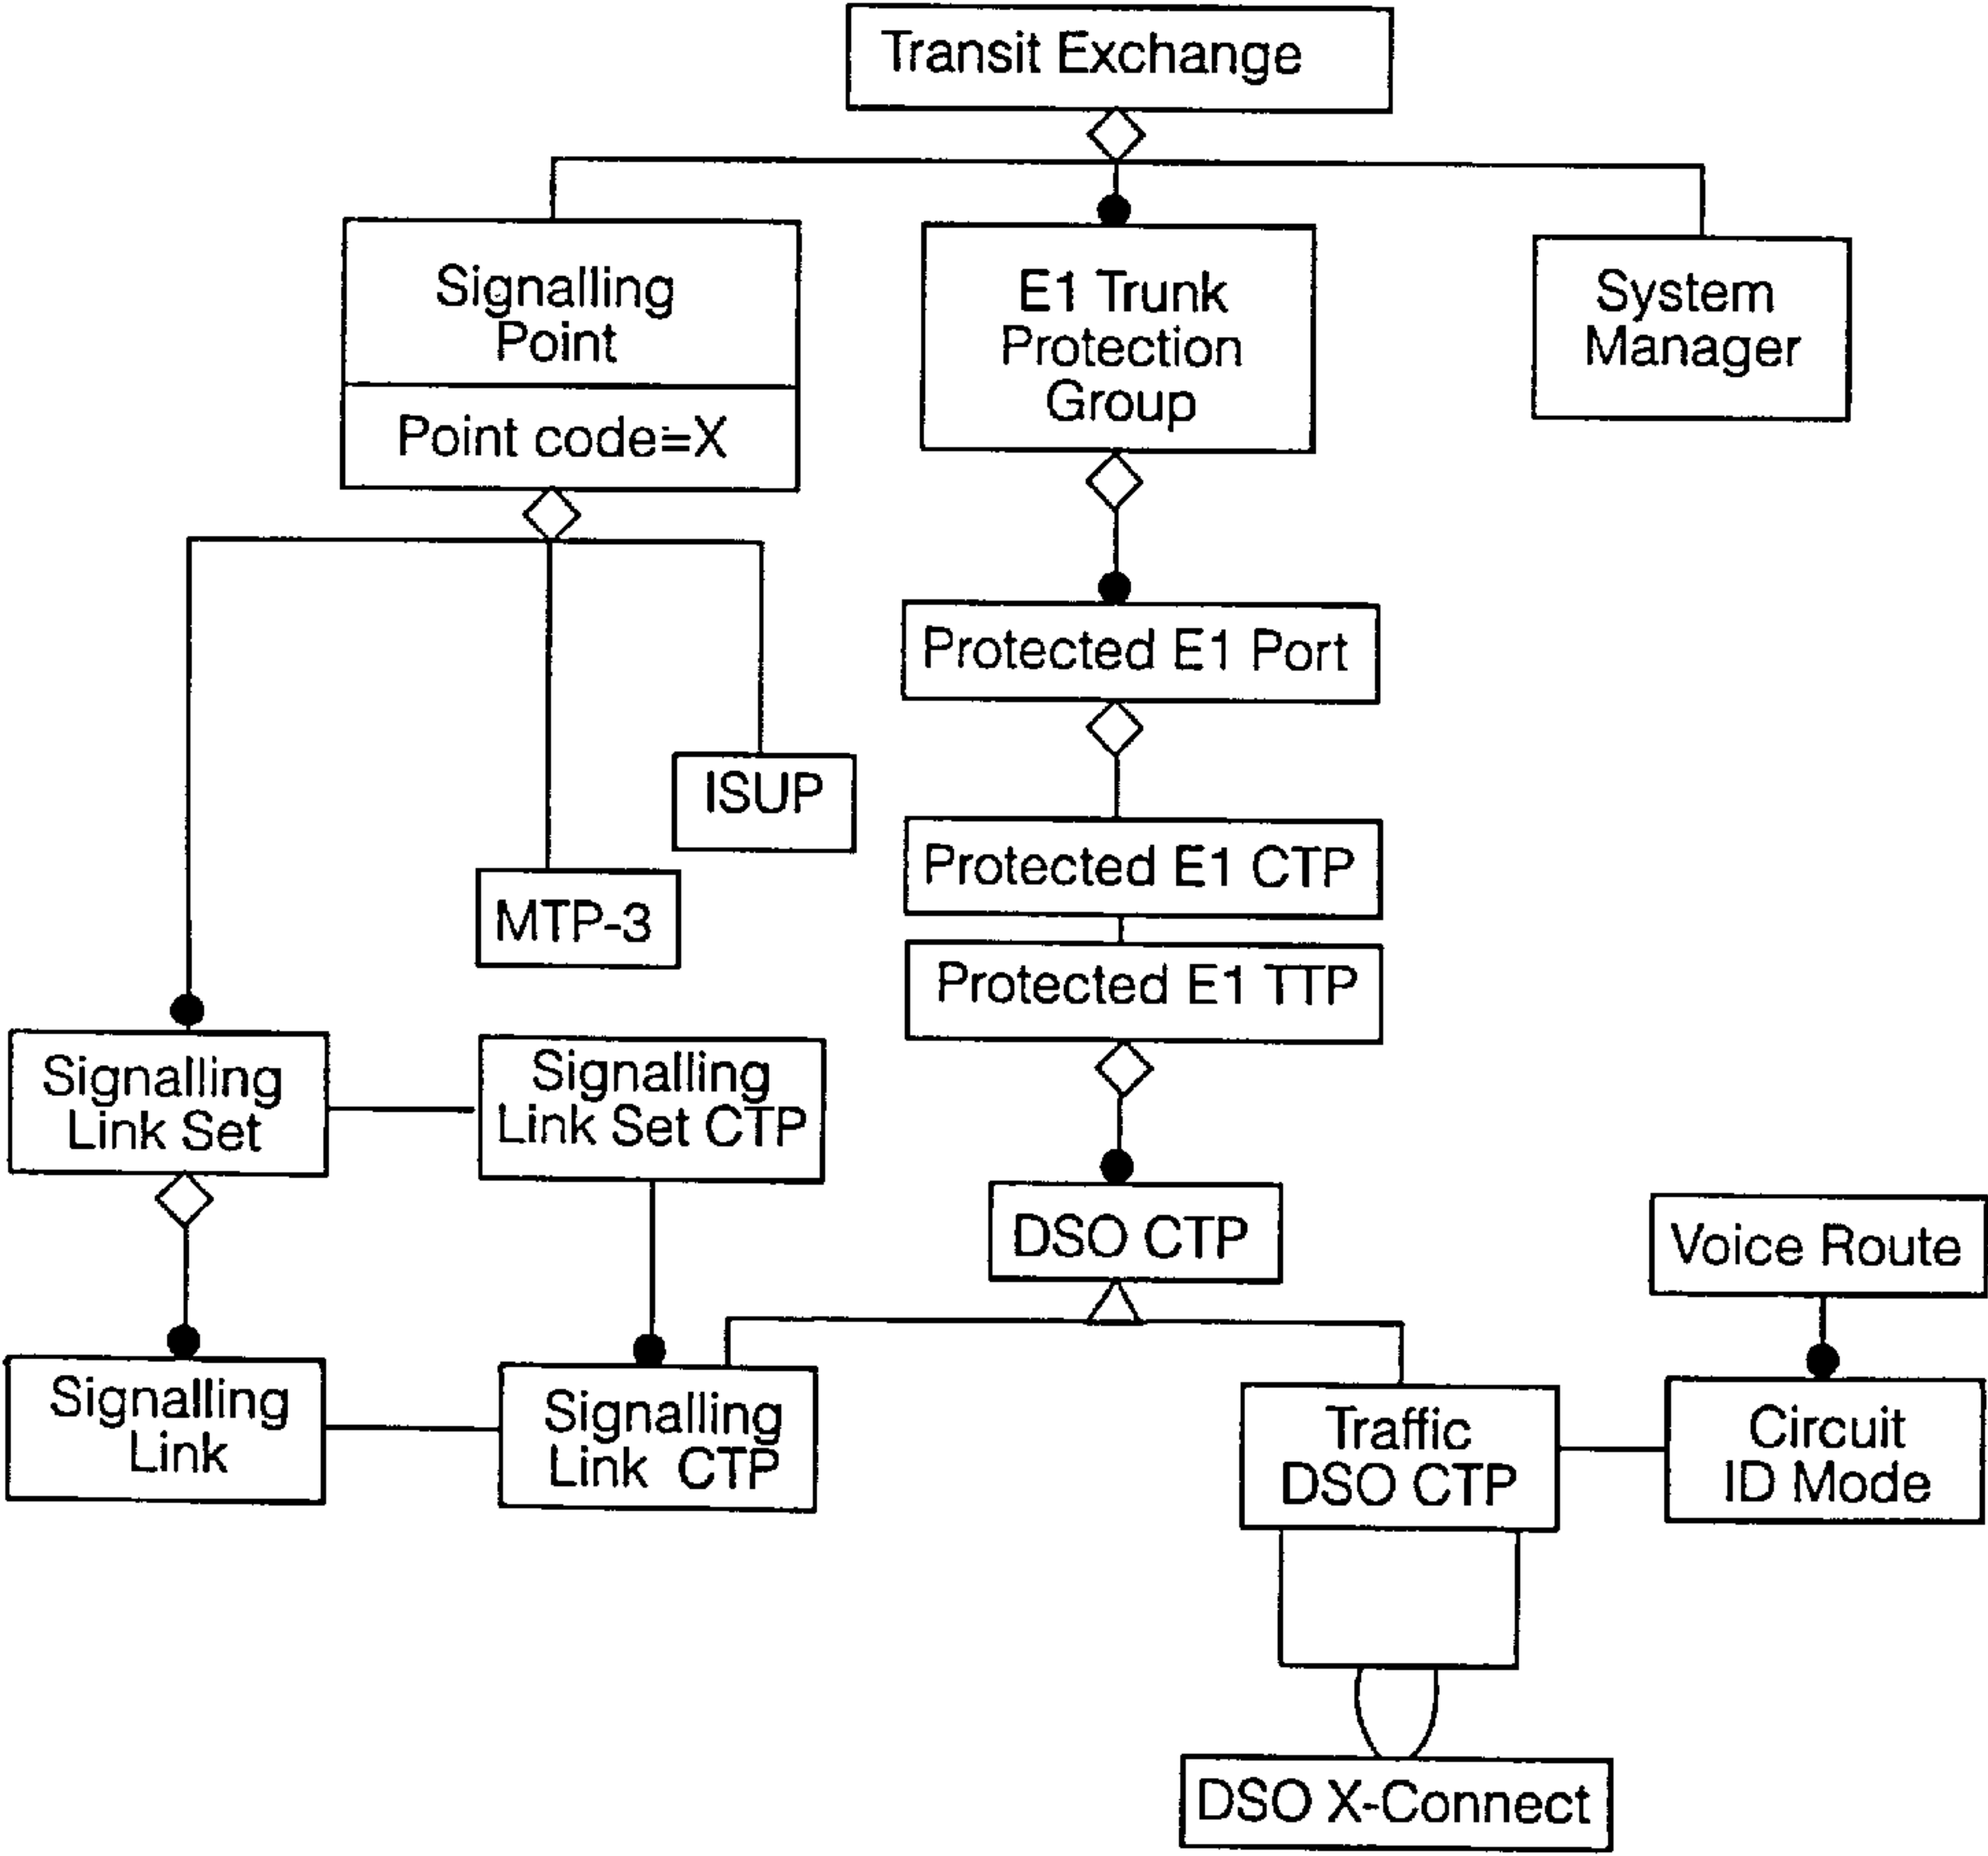 Transit Exchange
Signalling
Point
Point code=X
E1 Trunk
Protection
Group
System
Manager
Protected E1 Port
ISUP
Protected E1 CTP
MTP-3
Protected E1 TTP
Signalling
Link Set
Signalling
Link Set CTP
DSO CTP
Voice Route
Signalling
Link
Signalling
Link CTP
Traffic
DSO CTP
Circuit
ID Mode
DSO X-Connect